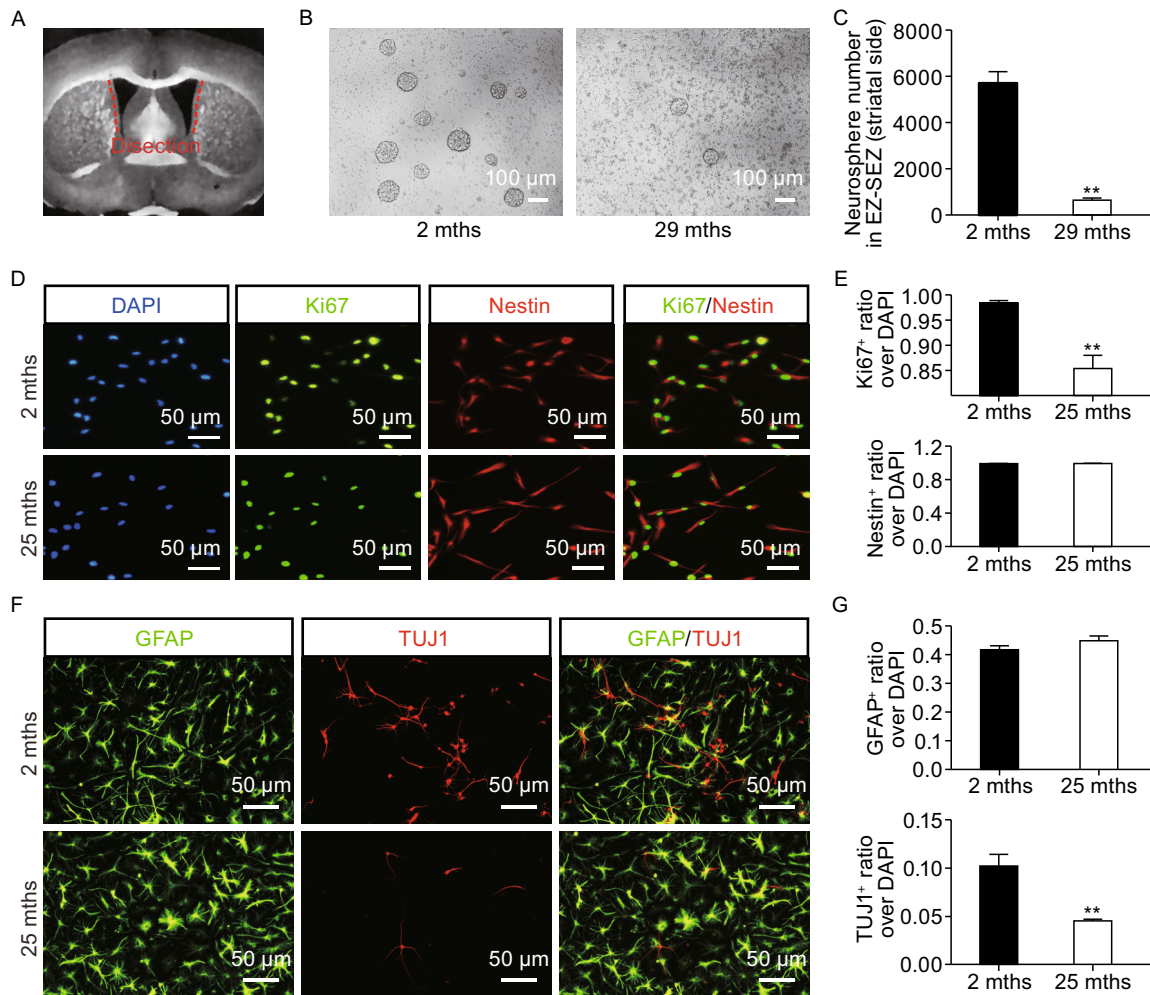 A
Disection
B
100 µm
100 µm
2 mths
29 mths
C
Neurosphere number
in EZ-SEZ (striatal side)
8000
6000
4000
2000
0
**
2 mths
29 mths
D
DAPI
Ki67
Nestin
Ki67/Nestin
2 mths
50 µm
50 µm
50 µm
50 µm
25 mths
50 µm
50 µm
50 µm
50 µm
E
Ki67⁺ ratio
over DAPI
1.00
0.95
0.90
0.85
**
2 mths
25 mths
Nestin⁺ ratio
over DAPI
1.2
0.8
0.4
0.0
2 mths
25 mths
F
GFAP
TUJ1
GFAP/TUJ1
2 mths
50 µm
50 µm
50 µm
25 mths
50 µm
50 µm
50 µm
G
GFAP⁺ ratio
over DAPI
0.5
0.4
0.3
0.2
0.1
0.0
2 mths
25 mths
TUJ1⁺ ratio
over DAPI
0.15
0.10
0.05
0.00
**
2 mths
25 mths